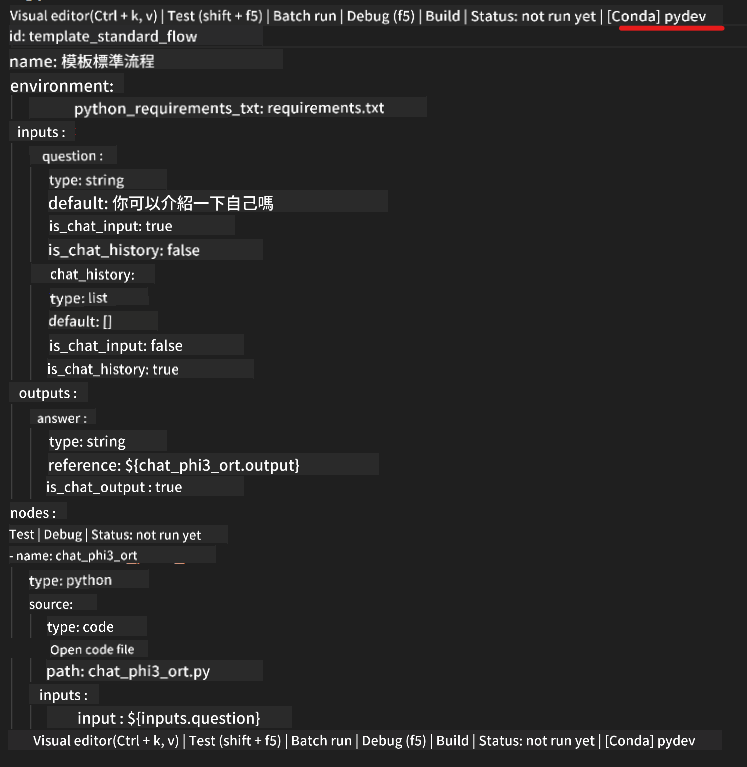 Visual editor(Ctrl + k, v) | Test (shift + f5) | Batch run | Debug (f5) | Build | Status: not run yet | [Conda] pydev
id: template_standard_flow
name: 模板標準流程
environment:
python_requirements_txt: requirements.txt
inputs :
question :
type: string
default: 你可以介紹一下自己嗎
is_chat_input: true
is_chat_history: false
chat_history:
type: list
default: []
is_chat_input: false
is_chat_history: true
outputs :
answer :
type: string
reference: ${chat_phi3_ort.output}
is_chat_output : true
nodes :
Test | Debug | Status: not run yet
- name: chat_phi3_ort
type: python
source:
type: code
Open code file
path: chat_phi3_ort.py
inputs :
input : ${inputs.question}
Visual editor(Ctrl + k, v) | Test (shift + f5) | Batch run | Debug (f5) | Build | Status: not run yet | [Conda] pydev